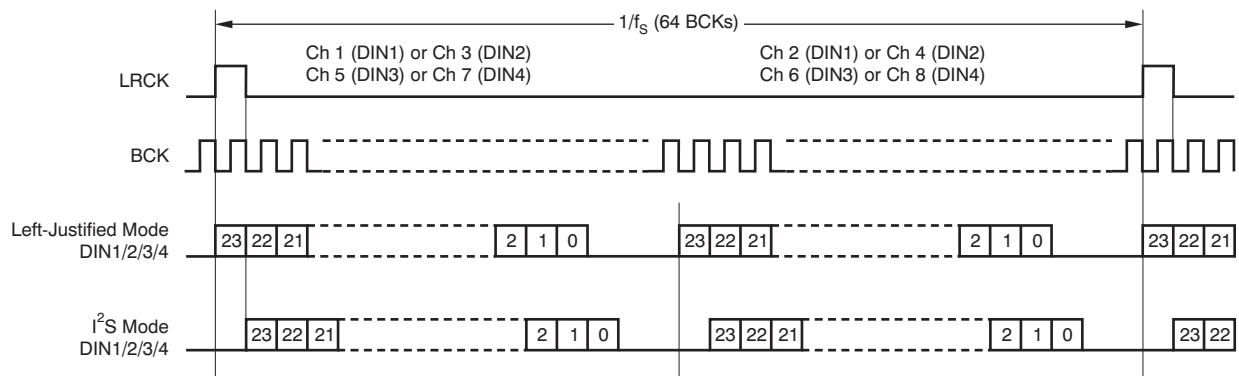 1/fS (64 BCKs)
Ch 1 (DIN1) or Ch 3 (DIN2)
Ch 5 (DIN3) or Ch 7 (DIN4)
Ch 2 (DIN1) or Ch 4 (DIN2)
Ch 6 (DIN3) or Ch 8 (DIN4)
LRCK
BCK
Left-Justified Mode
DIN1/2/3/4
23 22 21 2 1 0 23 22 21 2 1 0 23 22 21
I²S Mode
DIN1/2/3/4
23 22 21 2 1 0 23 22 21 2 1 0 23 22